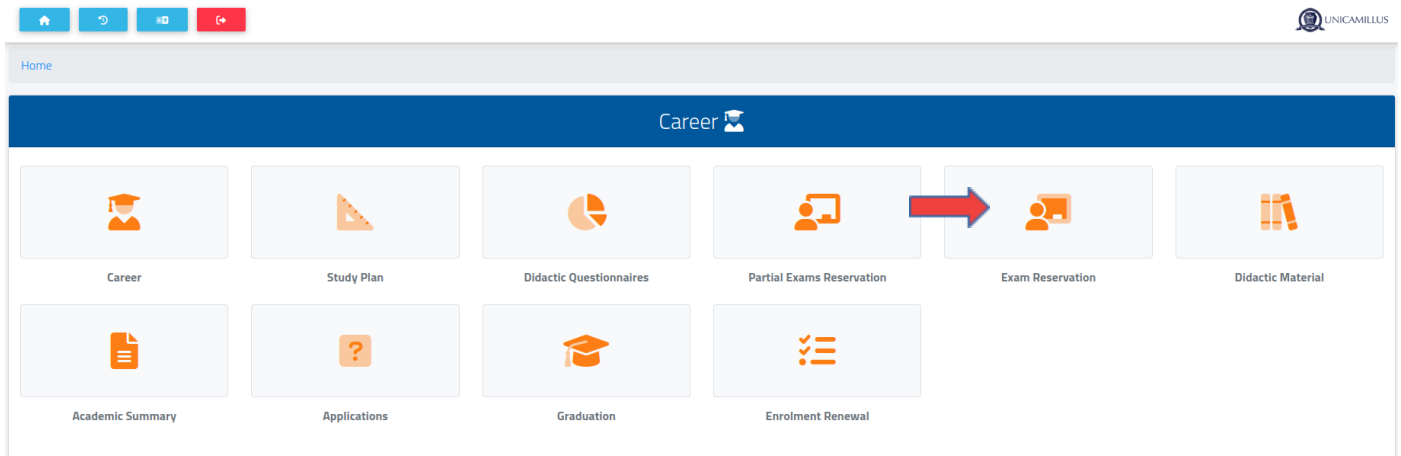 UNICAMILLUS
Home
Career
Career
Study Plan
Didactic Questionnaires
Partial Exams Reservation
Exam Reservation
Didactic Material
Academic Summary
Applications
Graduation
Enrolment Renewal